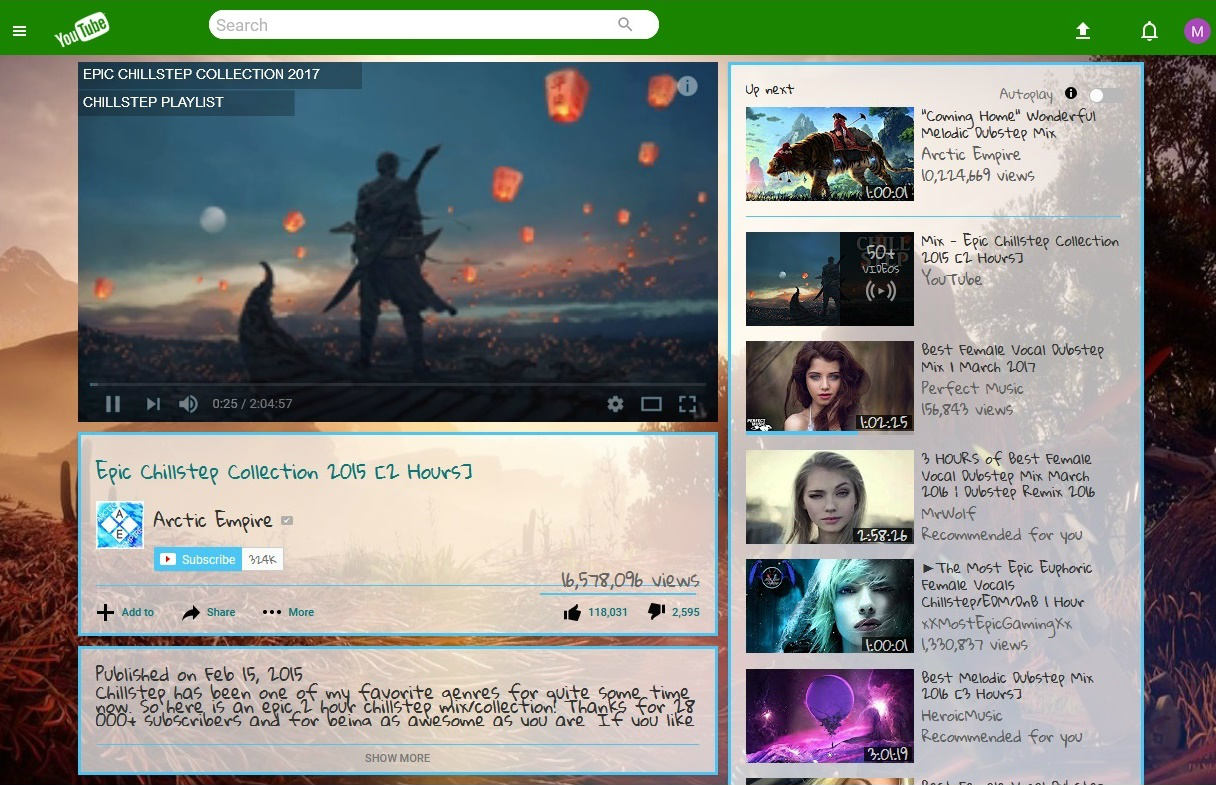 YouTube
Search
M
EPIC CHILLSTEP COLLECTION 2017
CHILLSTEP PLAYLIST
0:25 / 2:04:57
Epic Chillstep Collection 2015 [2 Hours]
A E
Arctic Empire
Subscribe 324K
16,578,096 views
Add to Share More 118,031 2,595
Published on Feb 15, 2015
Chillstep has been one of my favorite genres for quite some time
now. So here is an epic 2 hour chillstep mix/collection! Thanks for 28
000+ subscribers and for being as awesome as you are. If you like
SHOW MORE
Up next
Autoplay
"Coming Home" Wonderful
Melodic Dubstep Mix
Arctic Empire
10,224,669 views
1:00:01
Mix - Epic Chillstep Collection
2015 [2 Hours]
YouTube
CHILL
STEP
50+
VIDEOS
Best Female Vocal Dubstep
Mix | March 2017
Perfect Music
156,843 views
PERFECT
MUSIC
1:02:25
3 HOURS of Best Female
Vocal Dubstep Mix March
2016 | Dubstep Remix 2016
MrWolf
Recommended for you
2:58:26
►The Most Epic Euphoric
Female Vocals
Chillstep/EDM/DnB 1 Hour
xXMostEpicGamingXx
1,330,837 views
1:00:01
Best Melodic Dubstep Mix
2016 [3 Hours]
HeroicMusic
Recommended for you
3:01:19
Best Female Vocal Dubstep